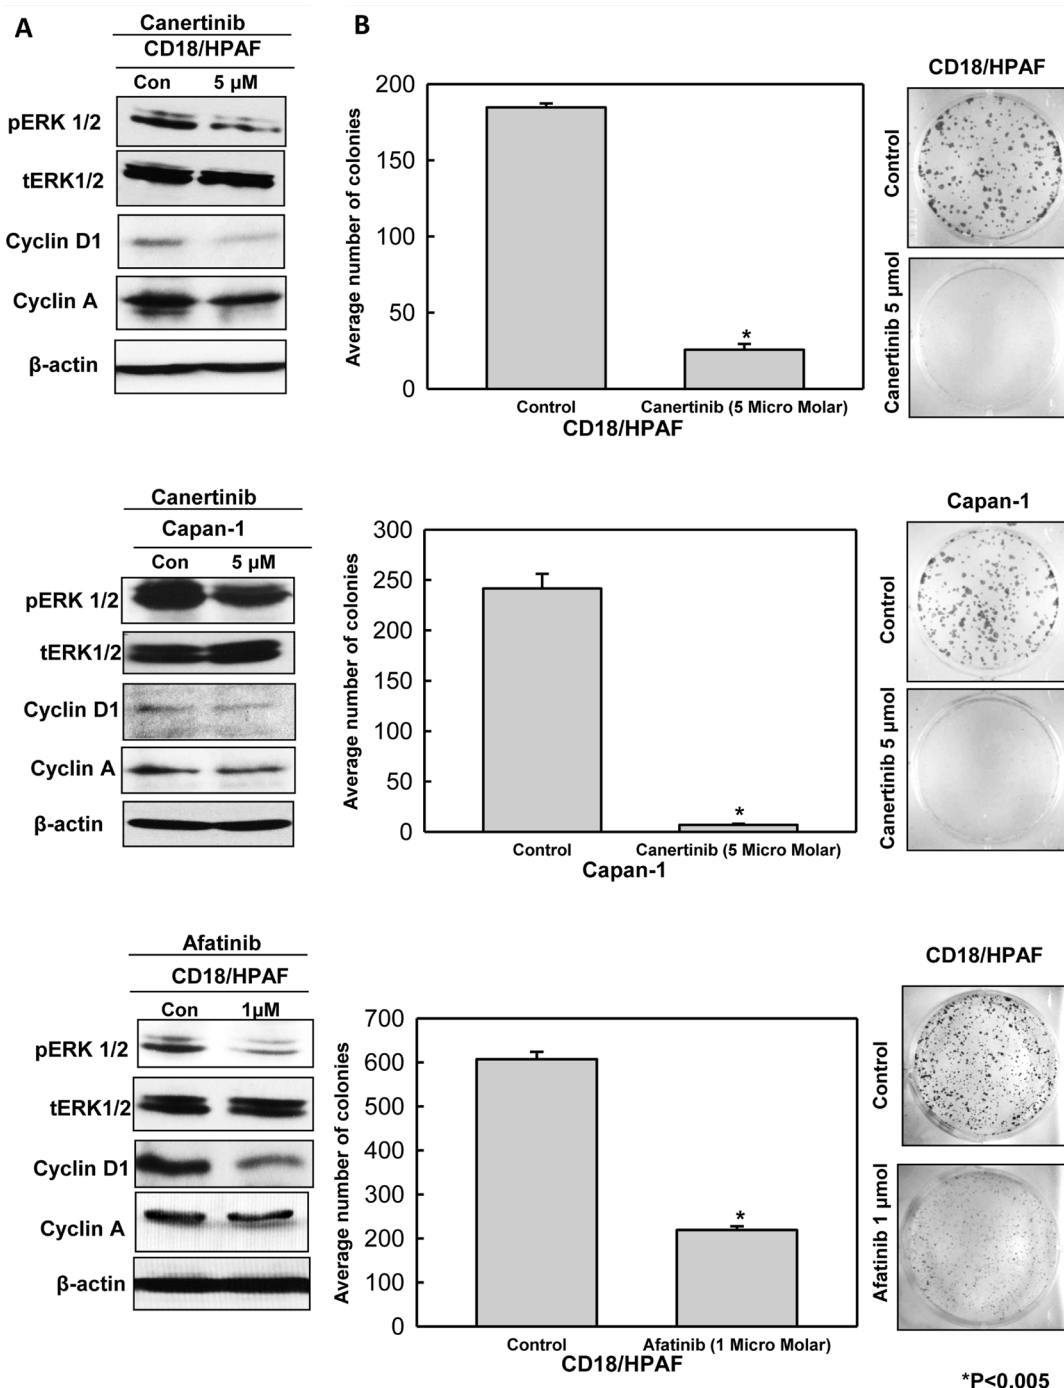 A
Canertinib
CD18/HPAF
Con 5 µM
pERK 1/2
tERK1/2
Cyclin D1
Cyclin A
β-actin
B
Average number of colonies
200
150
100
50
0
*
Control
Canertinib (5 Micro Molar)
CD18/HPAF
CD18/HPAF
Control
Canertinib 5 µmol
Canertinib
Capan-1
Con 5 µM
pERK 1/2
tERK1/2
Cyclin D1
Cyclin A
β-actin
Average number of colonies
300
250
200
150
100
50
0
*
Control
Canertinib (5 Micro Molar)
Capan-1
Capan-1
Control
Canertinib 5 µmol
Afatinib
CD18/HPAF
Con 1µM
pERK 1/2
tERK1/2
Cyclin D1
Cyclin A
β-actin
Average number of colonies
700
600
500
400
300
200
100
0
*
Control
Afatinib (1 Micro Molar)
CD18/HPAF
CD18/HPAF
Control
Afatinib 1 µmol
*P<0.005